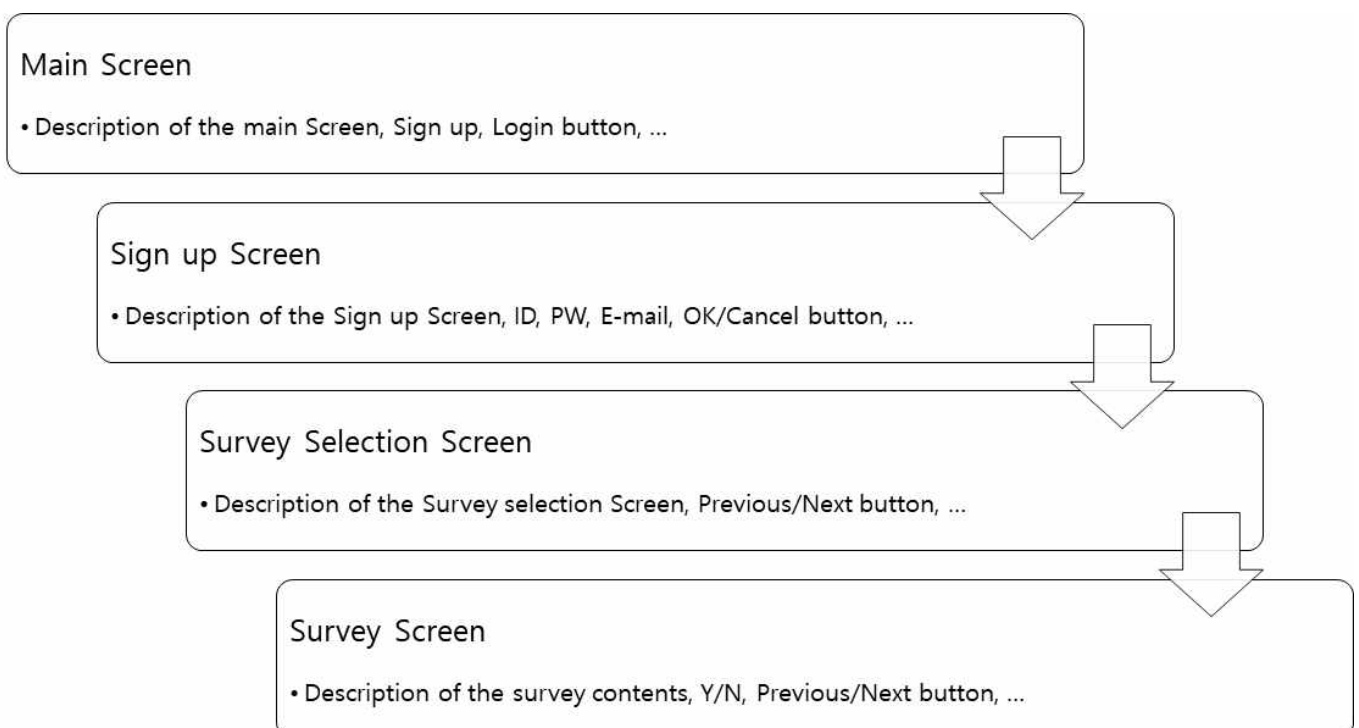 Main Screen
• Description of the main Screen, Sign up, Login button, ...
Sign up Screen
• Description of the Sign up Screen, ID, PW, E-mail, OK/Cancel button, ...
Survey Selection Screen
• Description of the Survey selection Screen, Previous/Next button, ...
Survey Screen
• Description of the survey contents, Y/N, Previous/Next button, ...